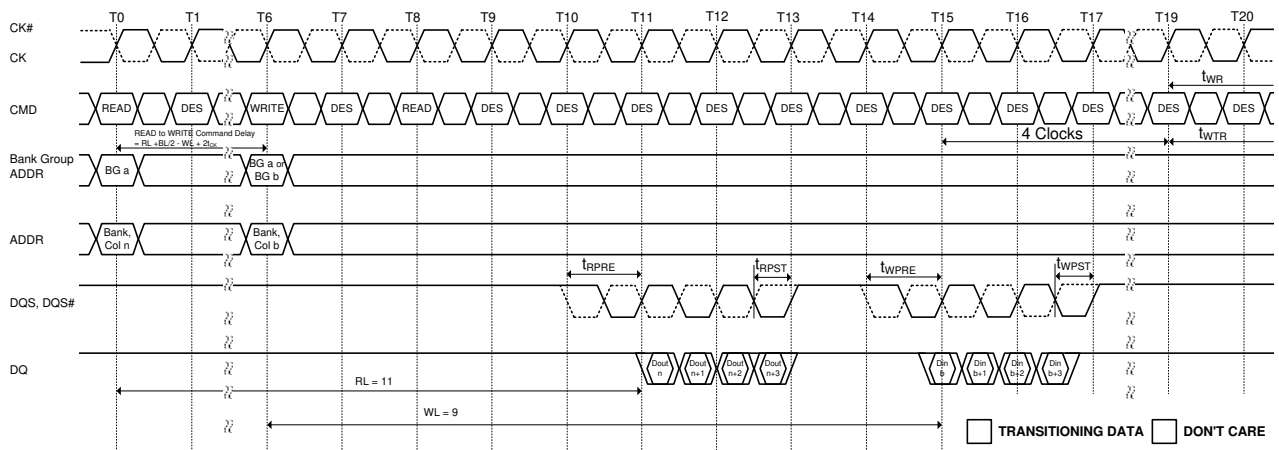 T0 T1 T6 T7 T8 T9 T10 T11 T12 T13 T14 T15 T16 T17 T19 T20
CK#
CK
tWR
CMD READ DES WRITE DES READ DES DES DES DES DES DES DES DES DES DES DES
READ to WRITE Command Delay
= RL +BL/2 - WL + 2tCK
4 Clocks
tWTR
Bank Group
ADDR
BG a
BG a or
BG b
ADDR
Bank,
Col n
Bank,
Col b
tRPRE tRPST tWPRE tWPST
DQS, DQS#
DQ
Dout
n
Dout
n+1
Dout
n+2
Dout
n+3
Din
b
Din
b+1
Din
b+2
Din
b+3
RL = 11
WL = 9
TRANSITIONING DATA DON'T CARE